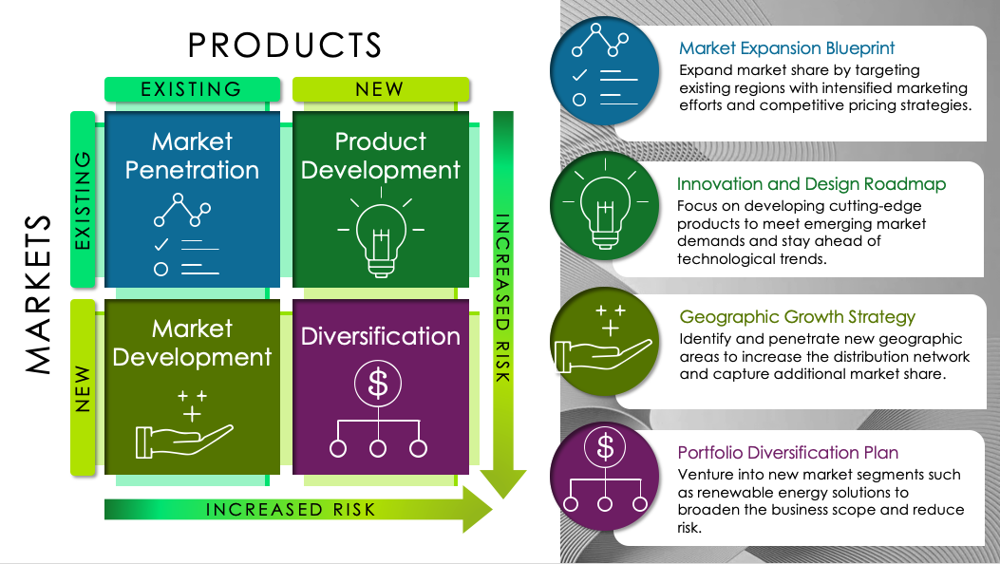 PRODUCTS
EXISTING
NEW
MARKETS
EXISTING
NEW
Market
Penetration
Product
Development
Market
Development
Diversification
$
INCREASED RISK
INCREASED RISK
Market Expansion Blueprint
Expand market share by targeting
existing regions with intensified marketing
efforts and competitive pricing strategies.
Innovation and Design Roadmap
Focus on developing cutting-edge
products to meet emerging market
demands and stay ahead of
technological trends.
Geographic Growth Strategy
Identify and penetrate new geographic
areas to increase the distribution network
and capture additional market share.
$
Portfolio Diversification Plan
Venture into new market segments such
as renewable energy solutions to
broaden the business scope and reduce
risk.